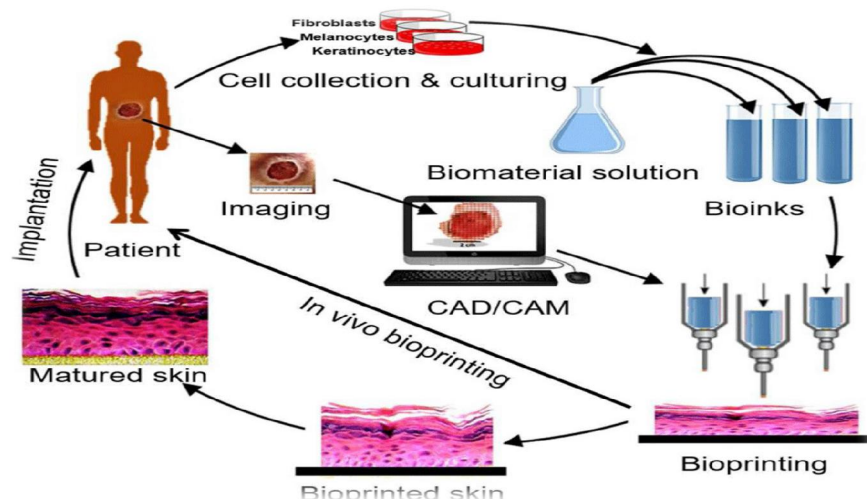 Fibroblasts
Melanocytes
Keratinocytes
Cell collection & culturing
Biomaterial solution
Bioinks
Imaging
Implantation
Patient
CAD/CAM
In vivo bioprinting
Matured skin
Bioprinted skin
Bioprinting